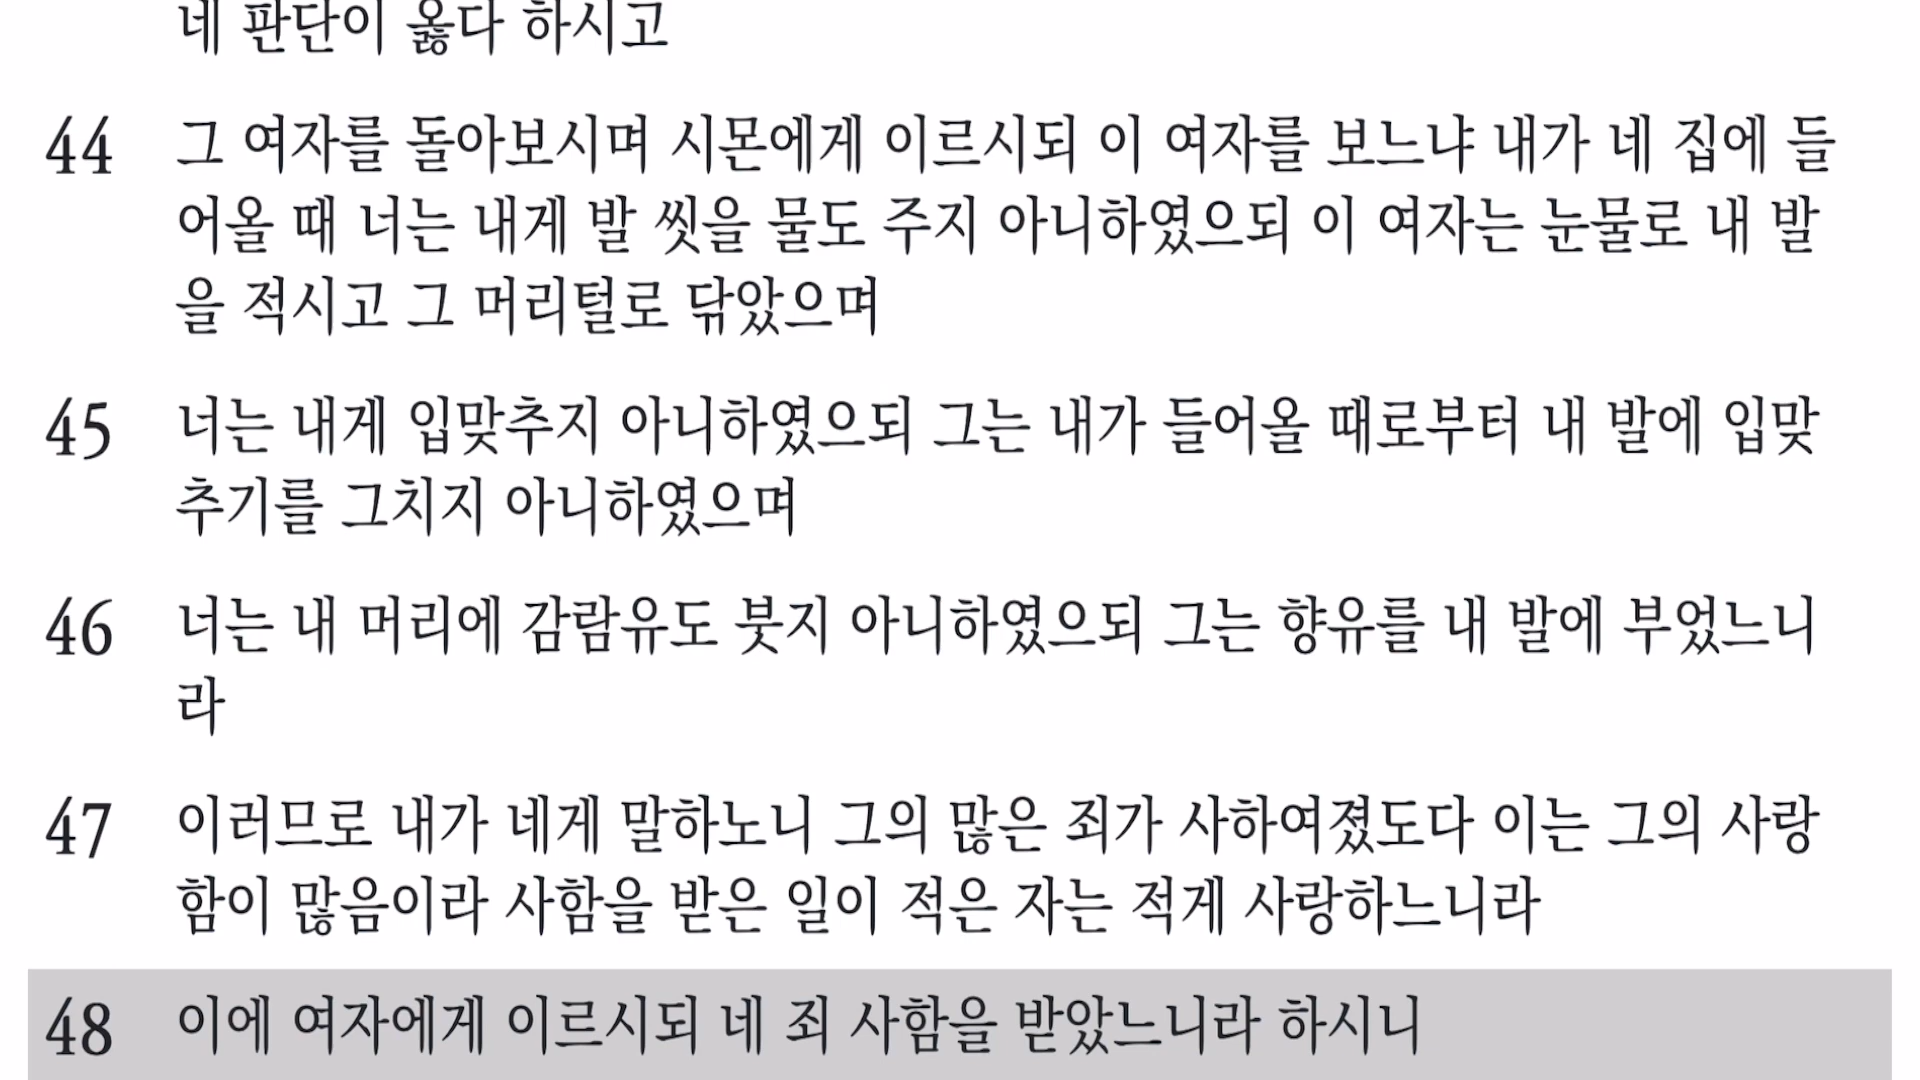 네 판단이 옳다 하시고
44 그 여자를 돌아보시며 시몬에게 이르시되 이 여자를 보느냐 내가 네 집에 들
어올 때 너는 내게 발 씻을 물도 주지 아니하였으되 이 여자는 눈물로 내 발
을 적시고 그 머리털로 닦았으며
45 너는 내게 입맞추지 아니하였으되 그는 내가 들어올 때로부터 내 발에 입맞
추기를 그치지 아니하였으며
46 너는 내 머리에 감람유도 붓지 아니하였으되 그는 향유를 내 발에 부었느니
라
47 이러므로 내가 네게 말하노니 그의 많은 죄가 사하여졌도다 이는 그의 사랑
함이 많음이라 사함을 받은 일이 적은 자는 적게 사랑하느니라
48 이에 여자에게 이르시되 네 죄 사함을 받았느니라 하시니